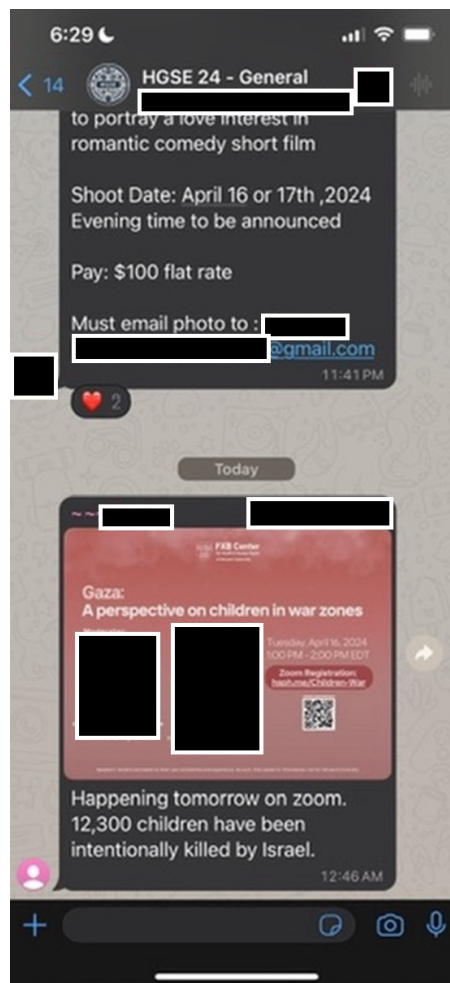 6:29
14
HGSE 24 - General
to portray a love interest in
romantic comedy short film
Shoot Date: April 16 or 17th ,2024
Evening time to be announced
Pay: $100 flat rate
Must email photo to :
@gmail.com
11:41 PM
2
Today
~ ~
FXB Center
Gaza:
A perspective on children in war zones
Tuesday, April 16, 2024
1:00 PM - 2:00 PM EDT
Zoom Registration:
hsph.me/Children-War
Happening tomorrow on zoom.
12,300 children have been
intentionally killed by Israel.
12:46 AM